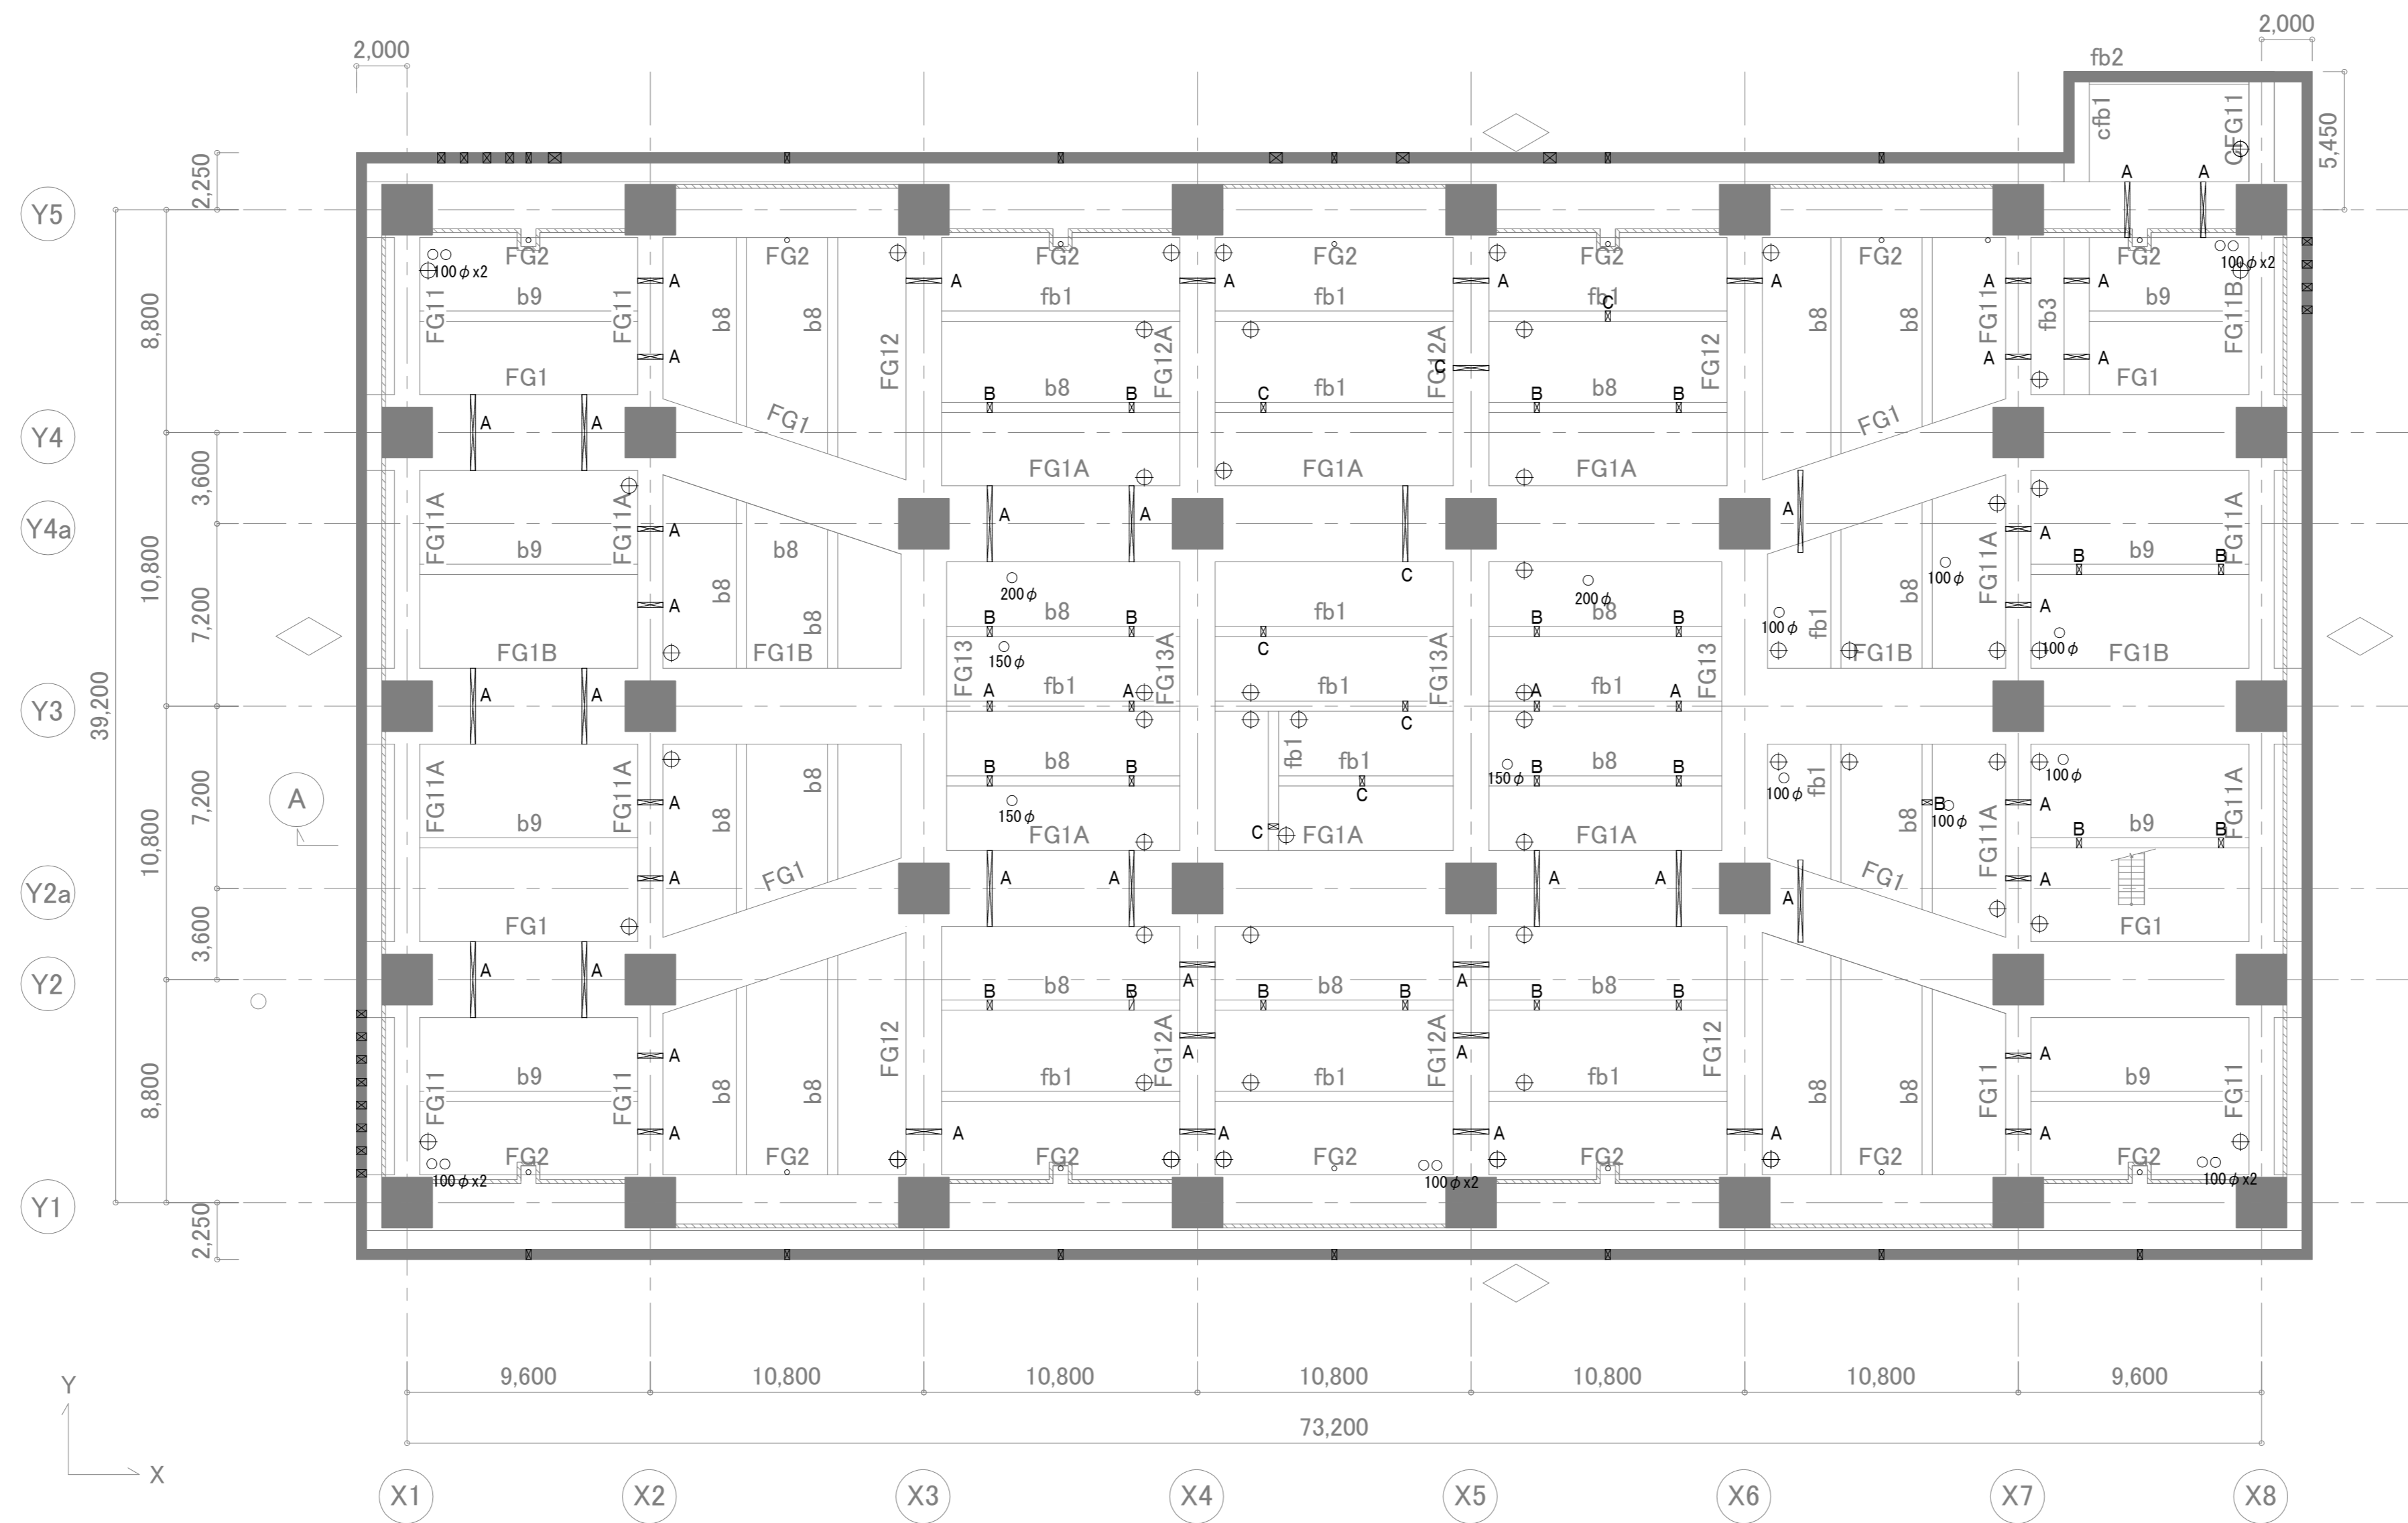 2,000
2,000
fb2
cfb1
CFG11
5,450
2,250
A
A
Y5
FG2
FG2
FG2
FG2
FG2
FG2
FG2
100φx2
100φx2
A
A
A
A
A
A
A
A
b9
fb1
fb1
fb1
C
b9
FG11
FG11
b8
b8
FG12
FG12A
FG12A
FG12
b8
b8
FG11
fb3
FG11B
8,800
A
C
A
A
FG1
b8
fb1
b8
FG1
B
B
C
B
B
FG1
FG1
Y4
A
A
FG1A
FG1A
FG1A
3,600
FG11A
FG11A
A
A
A
A
A
FG11A
FG11A
Y4a
b9
b8
b9
B
B
10,800
C
100φ
200φ
200φ
b8
b8
b8
fb1
b8
b8
b8
A
A
7,200
B
B
C
B
B
100φ
fb1
150φ
100φ
FG1B
FG1B
FG1B
FG1B
FG13
FG13A
FG13A
FG13
39,200
Y3
A
A
fb1
fb1
fb1
A
A
C
A
A
b8
fb1
fb1
b8
B
B
C
B
B
150φ
100φ
100φ
fb1
FG11A
FG11A
b8
b8
7,200
A
A
A
B
b8
100φ
FG11A
FG11A
10,800
b9
150φ
FG1A
C
FG1A
FG1A
b9
B
B
A
FG1
FG1
A
Y2a
A
A
A
A
A
FG1
FG1
3,600
Y2
A
A
A
A
b8
b8
b8
B
B
B
B
B
B
FG11
FG11
FG12
FG12A
FG12A
FG12
FG11
FG11
A
A
A
A
8,800
b9
b8
b8
fb1
fb1
fb1
b8
b8
b9
A
A
A
A
A
A
FG2
FG2
FG2
FG2
FG2
FG2
FG2
100φx2
100φx2
100φx2
Y1
2,250
9,600
10,800
10,800
10,800
10,800
10,800
9,600
73,200
Y
X
X1
X2
X3
X4
X5
X6
X7
X8